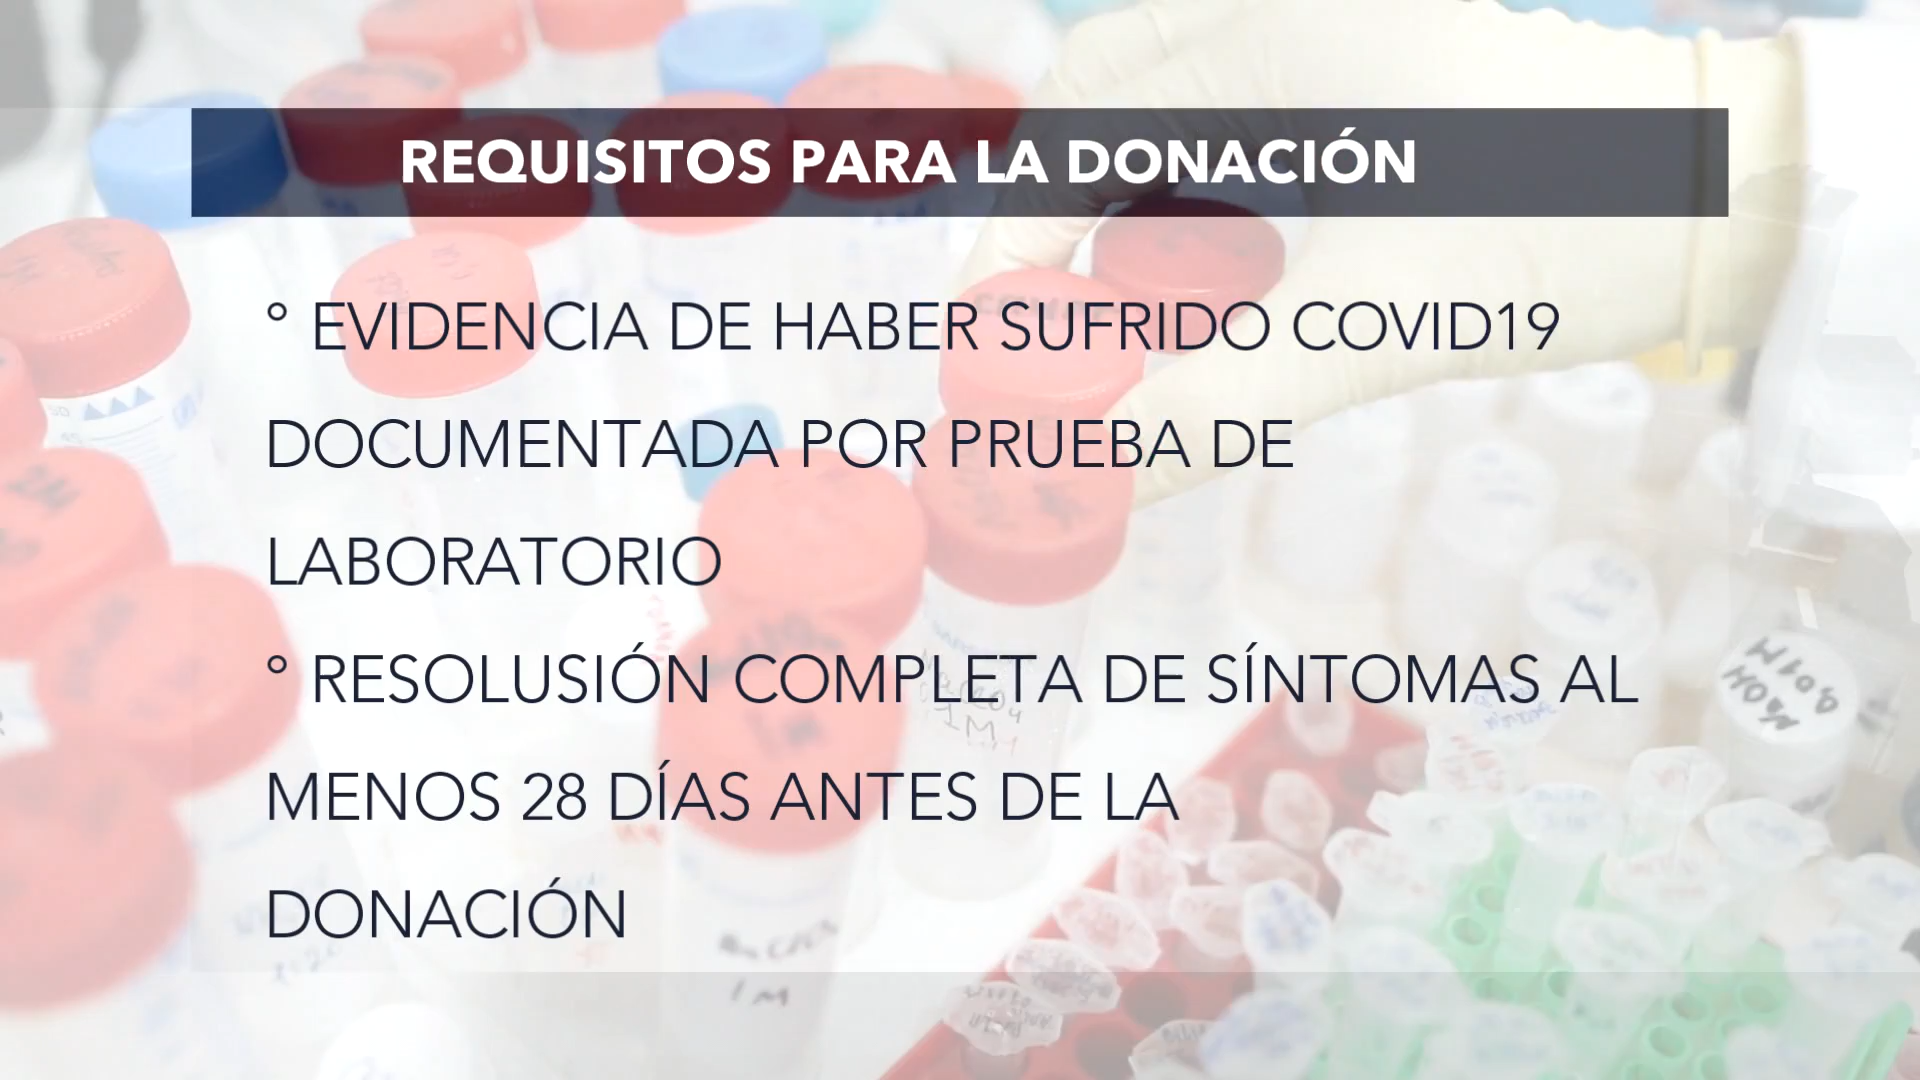 REQUISITOS PARA LA DONACIÓN
° EVIDENCIA DE HABER SUFRIDO COVID19
DOCUMENTADA POR PRUEBA DE
LABORATORIO
° RESOLUSIÓN COMPLETA DE SÍNTOMAS AL
MENOS 28 DÍAS ANTES DE LA
DONACIÓN
1M